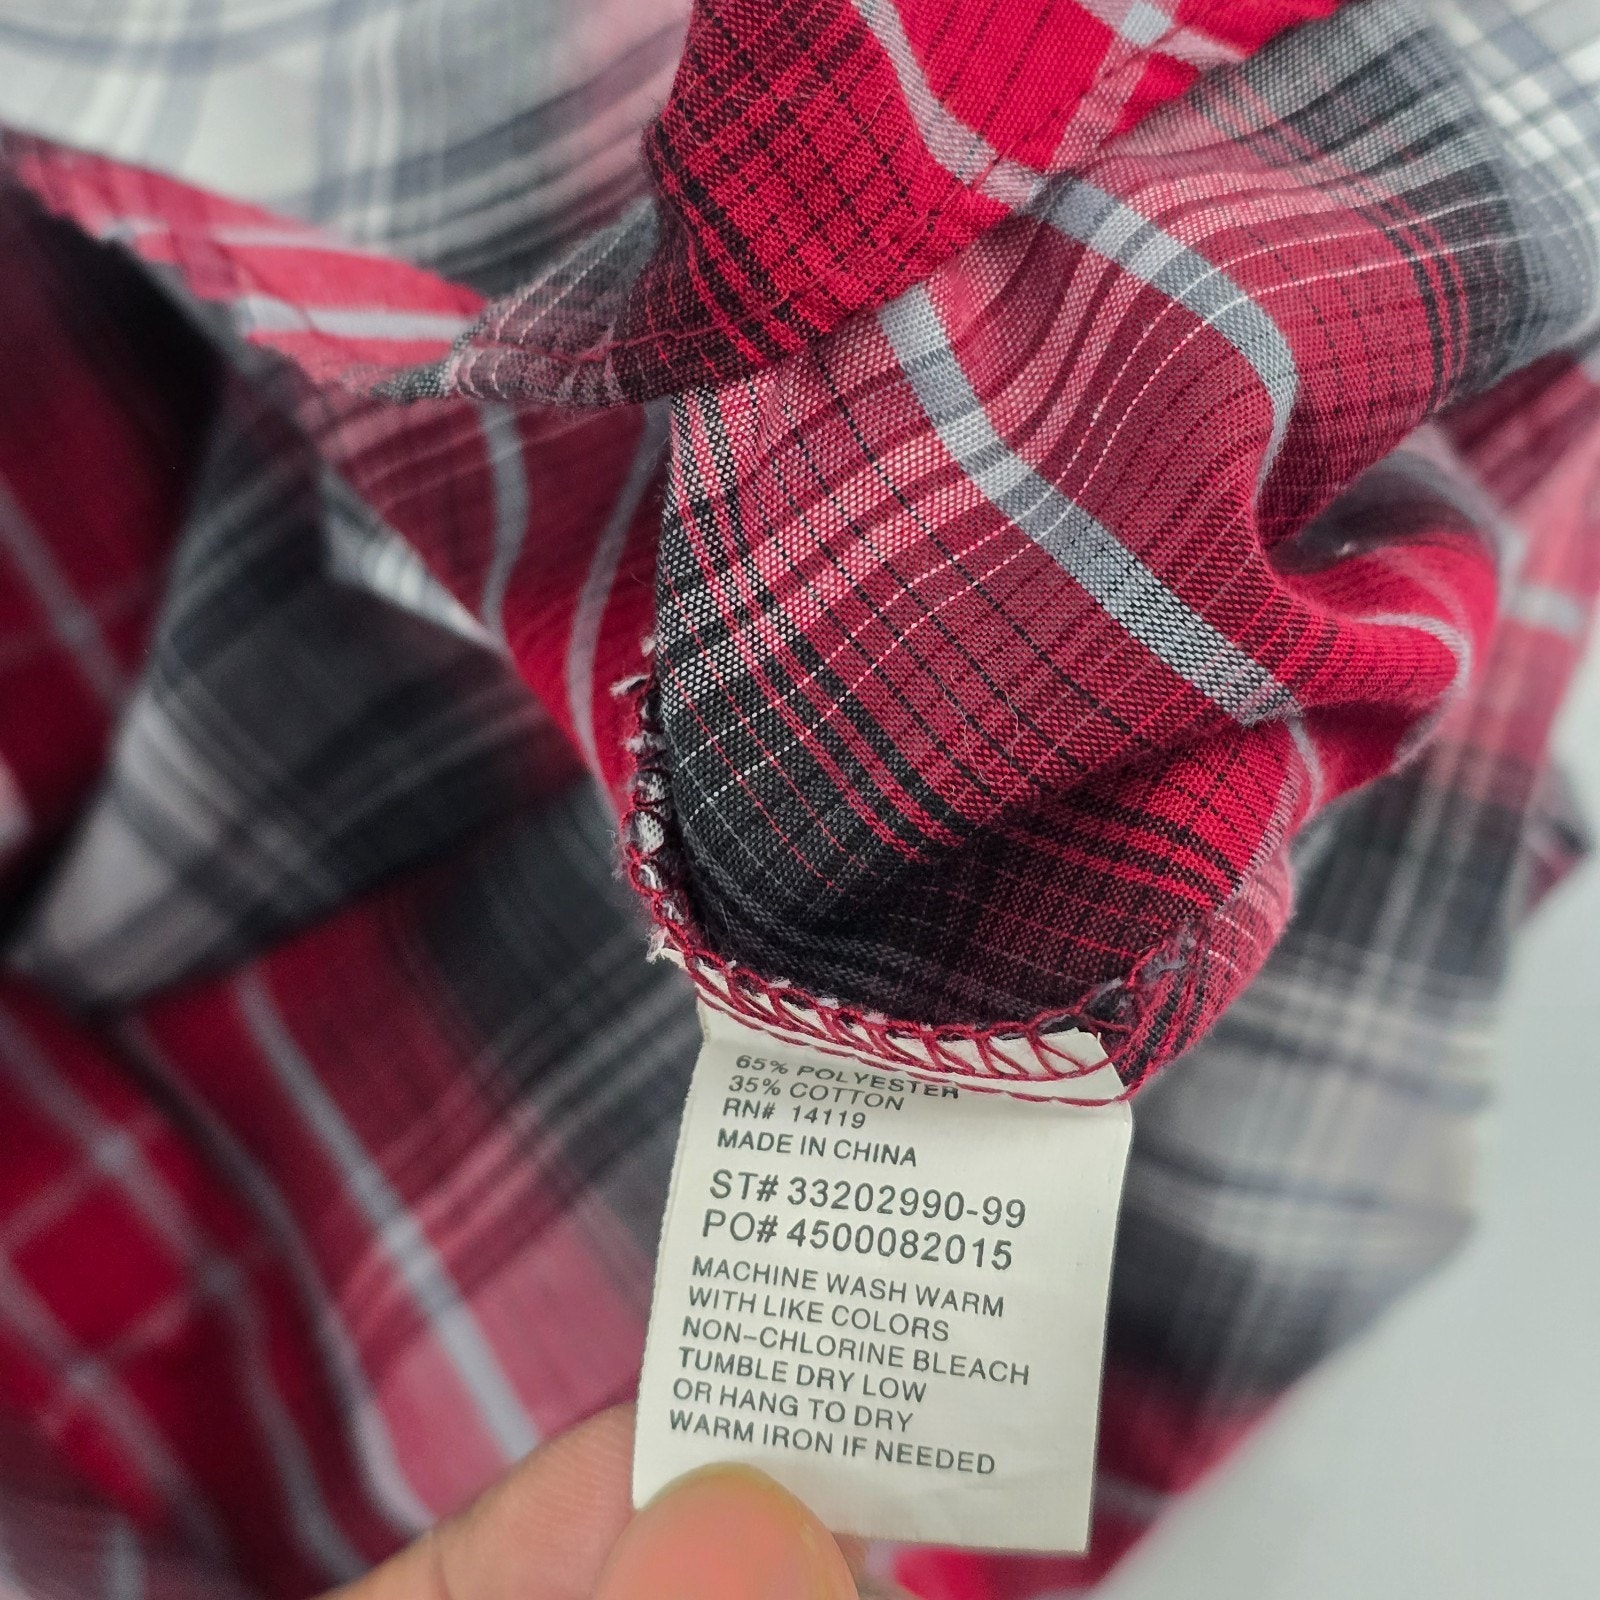 65% POLYESTER
35% COTTON
RN# 14119
MADE IN CHINA
ST# 33202990-99
PO# 4500082015
MACHINE WASH WARM
WITH LIKE COLORS
NON-CHLORINE BLEACH
TUMBLE DRY LOW
OR HANG TO DRY
WARM IRON IF NEEDED